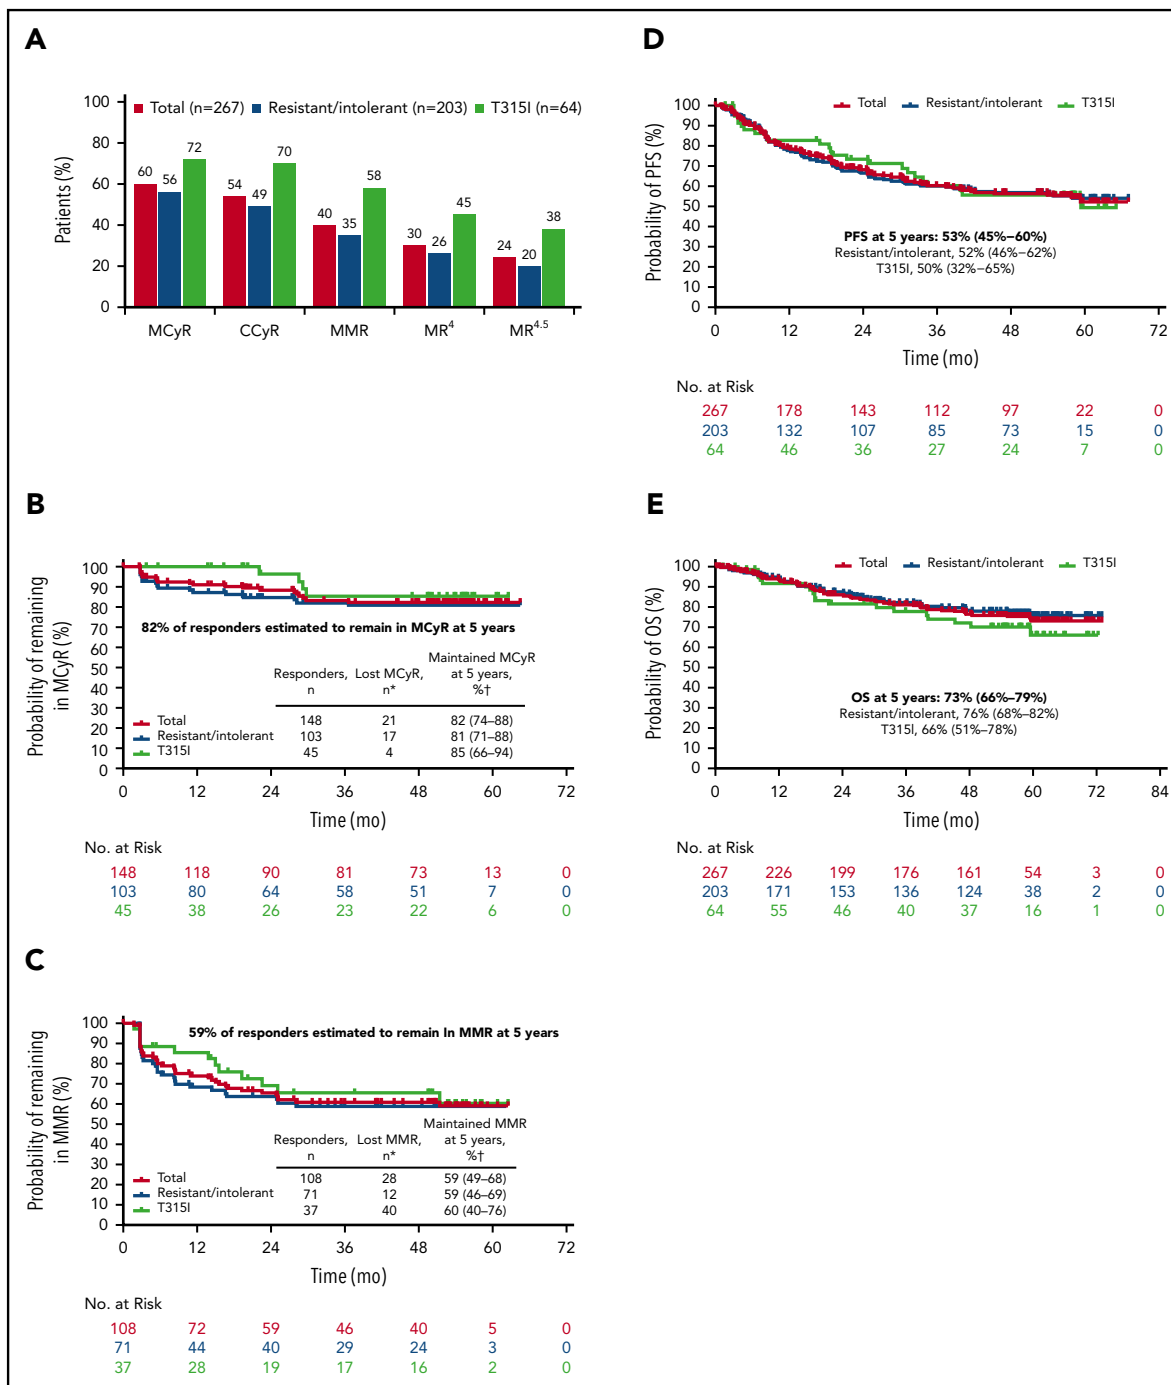 A
Total (n=267) Resistant/intolerant (n=203) T315I (n=64)
Patients (%)
100
80
60
40
20
0
60 56 72
54 49 70
40 35 58
30 26 45
24 20 38
MCyR CCyR MMR MR4 MR4.5
B
Probability of remaining
in MCyR (%)
100
90
80
70
60
50
40
30
20
10
0
82% of responders estimated to remain in MCyR at 5 years
Responders, n Lost MCyR, n* Maintained MCyR at 5 years, %†
Total 148 21 82 (74–88)
Resistant/intolerant 103 17 81 (71–88)
T315I 45 4 85 (66–94)
0 12 24 36 48 60 72
Time (mo)
No. at Risk
148 118 90 81 73 13 0
103 80 64 58 51 7 0
45 38 26 23 22 6 0
C
Probability of remaining
in MMR (%)
100
90
80
70
60
50
40
30
20
10
0
59% of responders estimated to remain In MMR at 5 years
Responders, n Lost MMR, n* Maintained MMR at 5 years, %†
Total 108 28 59 (49–68)
Resistant/intolerant 71 12 59 (46–69)
T315I 37 40 60 (40–76)
0 12 24 36 48 60 72
Time (mo)
No. at Risk
108 72 59 46 40 5 0
71 44 40 29 24 3 0
37 28 19 17 16 2 0
D
Total Resistant/intolerant T315I
Probability of PFS (%)
100
90
80
70
60
50
40
30
20
10
0
PFS at 5 years: 53% (45%–60%)
Resistant/intolerant, 52% (46%–62%)
T315I, 50% (32%–65%)
0 12 24 36 48 60 72
Time (mo)
No. at Risk
267 178 143 112 97 22 0
203 132 107 85 73 15 0
64 46 36 27 24 7 0
E
Total Resistant/intolerant T315I
Probability of OS (%)
100
90
80
70
60
50
40
30
20
10
0
OS at 5 years: 73% (66%–79%)
Resistant/intolerant, 76% (68%–82%)
T315I, 66% (51%–78%)
0 12 24 36 48 60 72 84
Time (mo)
No. at Risk
267 226 199 176 161 54 3 0
203 171 153 136 124 38 2 0
64 55 46 40 37 16 1 0